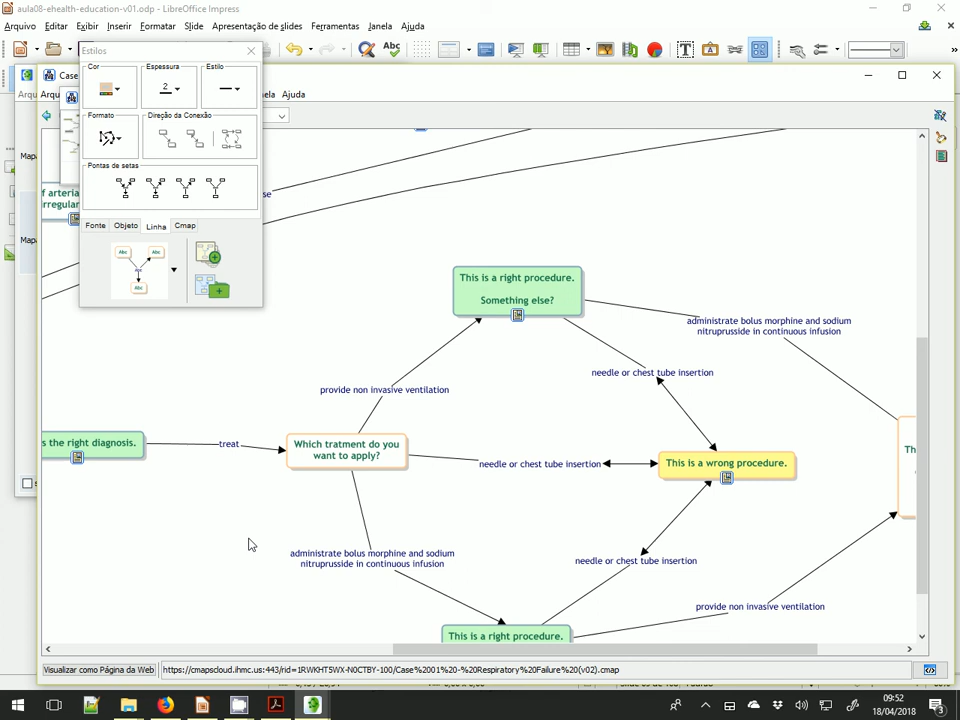 aula08-ehealth-education-v01.odp - LibreOffice Impress
Arquivo Editar Exibir Inserir Formatar Slide Apresentação de slides Ferramentas Janela Ajuda
Estilos
Case
Cor
Espessura
Estilo
2
Janela Ajuda
Formato
Direção da Conexão
Pontas de setas
Fonte Objeto Linha Cmap
Abc Abc
Abc
Mapa
Mapa
f arteria
rregular
se
This is a right procedure.
Something else?
administrate bolus morphine and sodium
nitruprusside in continuous infusion
needle or chest tube insertion
provide non invasive ventilation
s the right diagnosis.
treat
Which tratment do you
want to apply?
needle or chest tube insertion
This is a wrong procedure.
Th
administrate bolus morphine and sodium
nitruprusside in continuous infusion
needle or chest tube insertion
provide non invasive ventilation
This is a right procedure.
Visualizar como Página da Web
https://cmapscloud.ihmc.us:443/rid=1RWKHT5WX-N0CTBY-100/Case%2001%20-%20Respiratory%20Failure%20(v02).cmap
09:52
18/04/2018
3